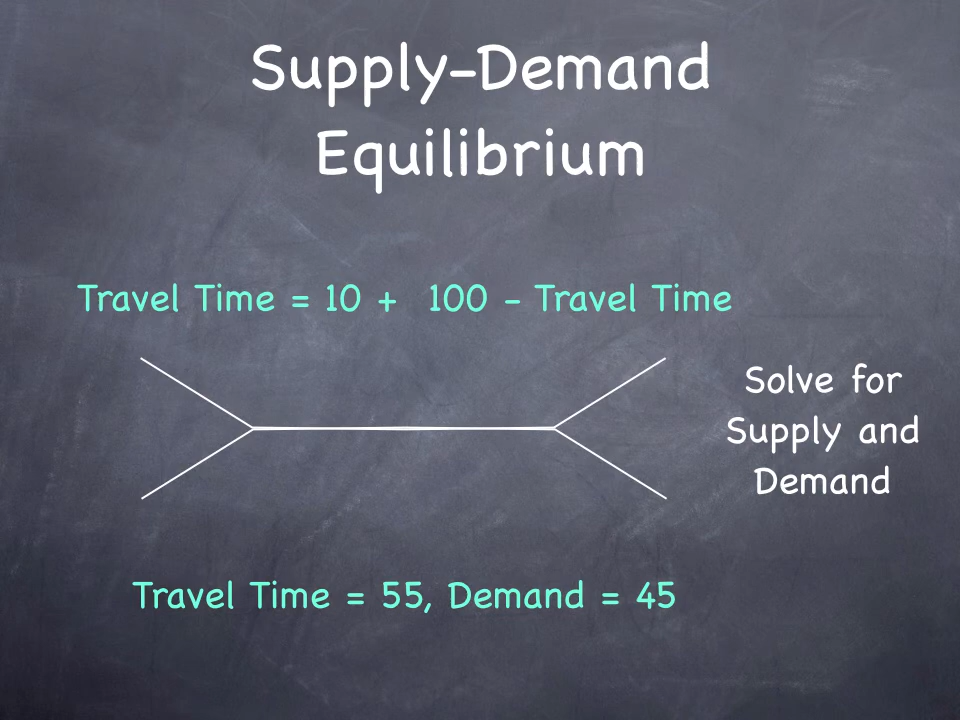 Supply-Demand
Equilibrium
Travel Time = 10 + 100 - Travel Time
Solve for
Supply and
Demand
Travel Time = 55, Demand = 45